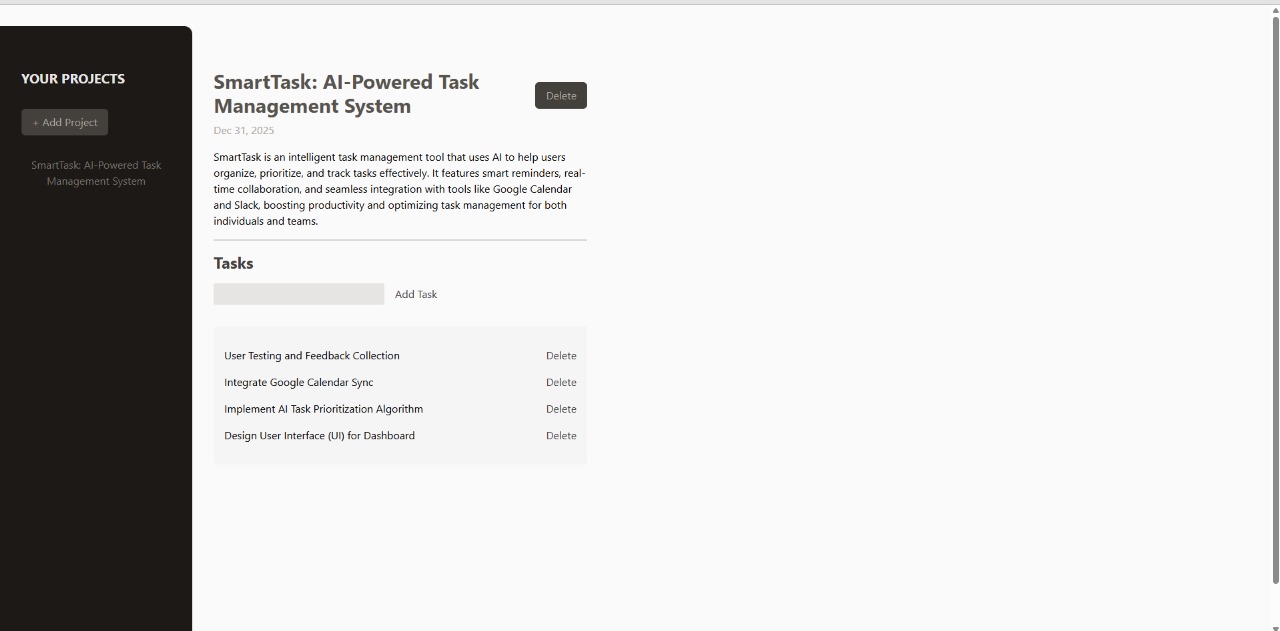 YOUR PROJECTS
+ Add Project
SmartTask: AI-Powered Task
Management System
SmartTask: AI-Powered Task
Management System
Delete
Dec 31, 2025
SmartTask is an intelligent task management tool that uses AI to help users
organize, prioritize, and track tasks effectively. It features smart reminders, real-
time collaboration, and seamless integration with tools like Google Calendar
and Slack, boosting productivity and optimizing task management for both
individuals and teams.
Tasks
Add Task
User Testing and Feedback Collection Delete
Integrate Google Calendar Sync Delete
Implement AI Task Prioritization Algorithm Delete
Design User Interface (UI) for Dashboard Delete